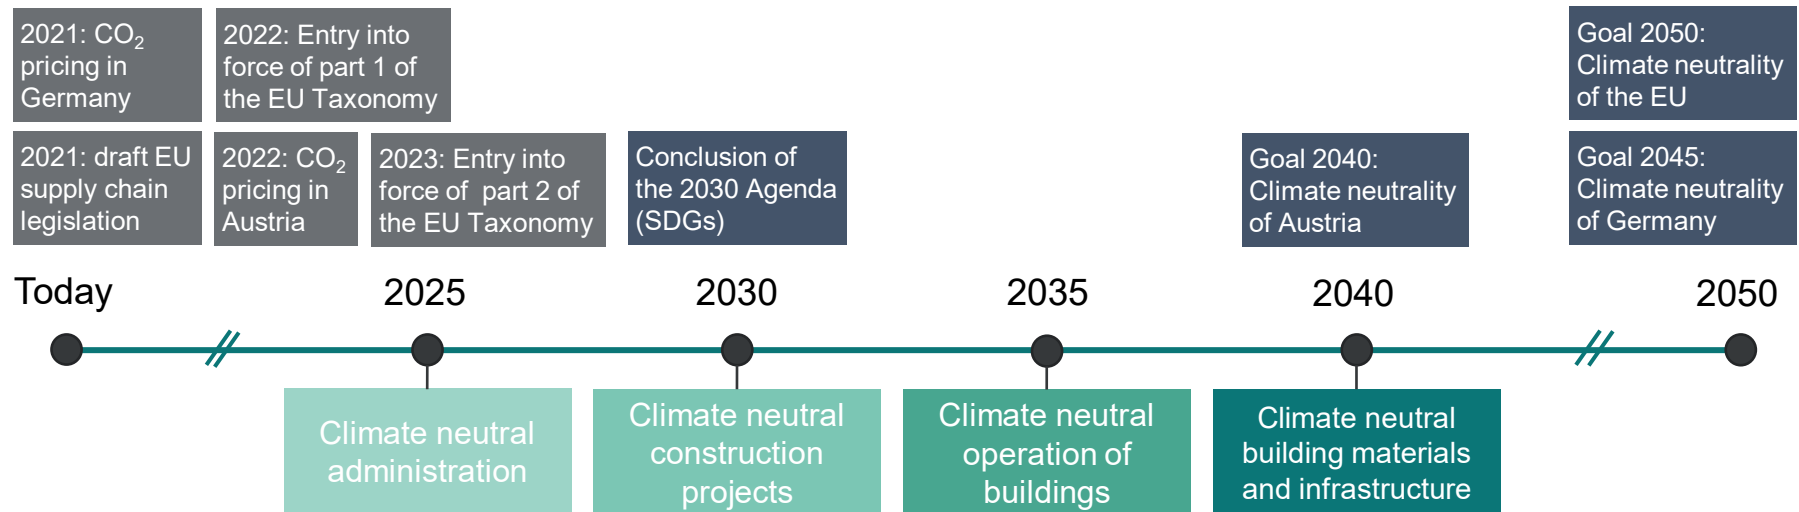 2021: CO₂
pricing in
Germany
2022: Entry into
force of part 1 of
the EU Taxonomy
Goal 2050:
Climate neutrality
of the EU
2021: draft EU
supply chain
legislation
2022: CO₂
pricing in
Austria
2023: Entry into
force of  part 2 of
the EU Taxonomy
Conclusion of
the 2030 Agenda
(SDGs)
Goal 2040:
Climate neutrality
of Austria
Goal 2045:
Climate neutrality
of Germany
Today
2025
2030
2035
2040
2050
Climate neutral
administration
Climate neutral
construction
projects
Climate neutral
operation of
buildings
Climate neutral
building materials
and infrastructure